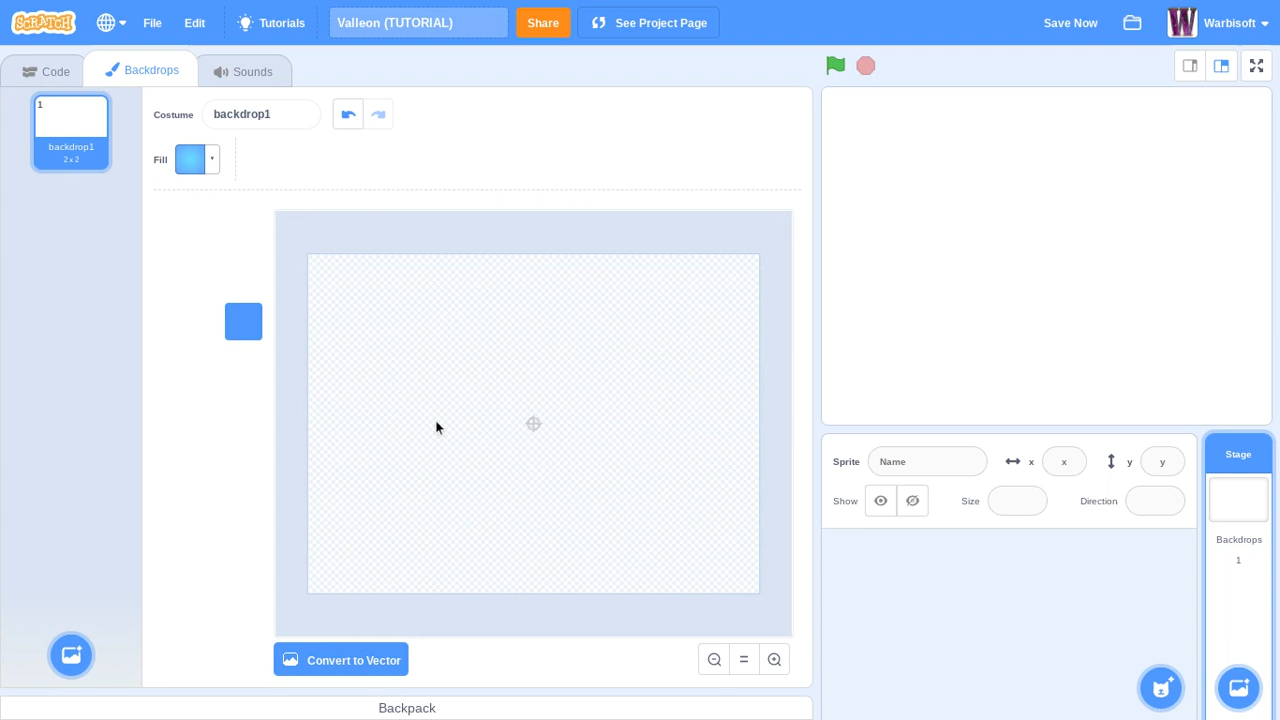 SCRATCH
File
Edit
Tutorials
Valleon (TUTORIAL)
Share
See Project Page
Save Now
Warbisoft
Code
Backdrops
Sounds
1
backdrop1
2 x 2
Costume
backdrop1
Fill
Convert to Vector
Backpack
Sprite
Name
x
x
y
y
Show
Size
Direction
Stage
Backdrops
1